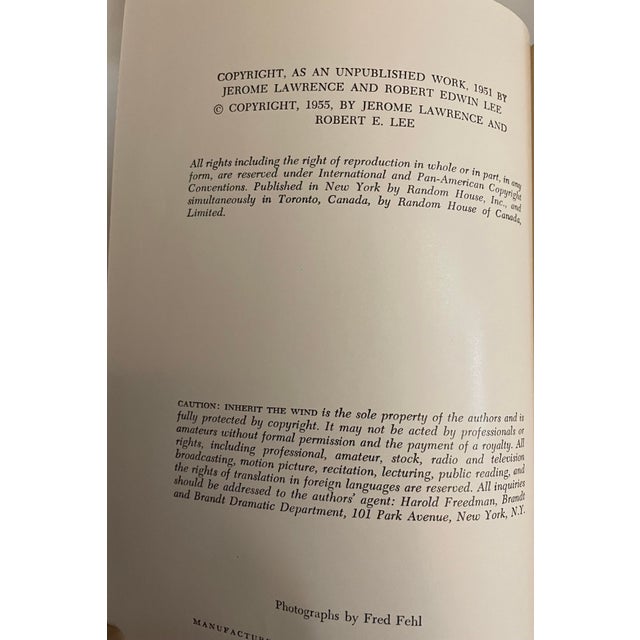 COPYRIGHT, AS AN UNPUBLISHED WORK, 1951 BY
JEROME LAWRENCE AND ROBERT EDWIN LEE
© COPYRIGHT, 1955, BY JEROME LAWRENCE AND
ROBERT E. LEE
All rights including the right of reproduction in whole or in part, in any
form, are reserved under International and Pan-American Copyright
Conventions. Published in New York by Random House, Inc., and
simultaneously in Toronto, Canada, by Random House of Canada,
Limited.
CAUTION: INHERIT THE WIND is the sole property of the authors and is
fully protected by copyright. It may not be acted by professionals or
amateurs without formal permission and the payment of a royalty. All
rights, including professional, amateur, stock, radio and television
broadcasting, motion picture, recitation, lecturing, public reading, and
the rights of translation in foreign languages are reserved. All inquiries
should be addressed to the authors' agent: Harold Freedman, Brandt
and Brandt Dramatic Department, 101 Park Avenue, New York, N.Y.
Photographs by Fred Fehl
MANUFACTURE